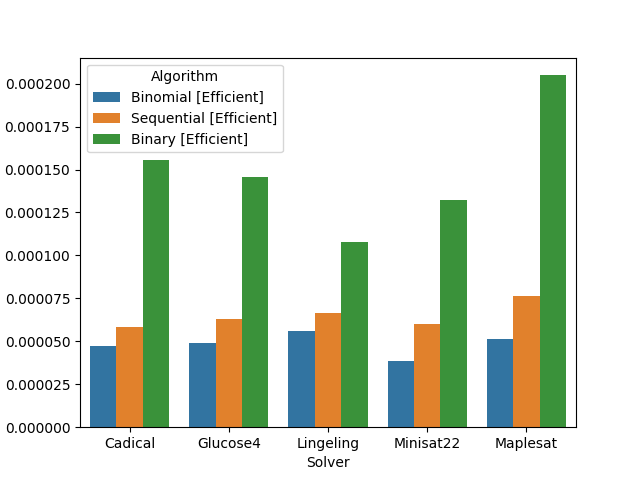 Algorithm
Binomial [Efficient]
Sequential [Efficient]
Binary [Efficient]
0.000200
0.000175
0.000150
0.000125
0.000100
0.000075
0.000050
0.000025
0.000000
Cadical Glucose4 Lingeling Minisat22 Maplesat
Solver